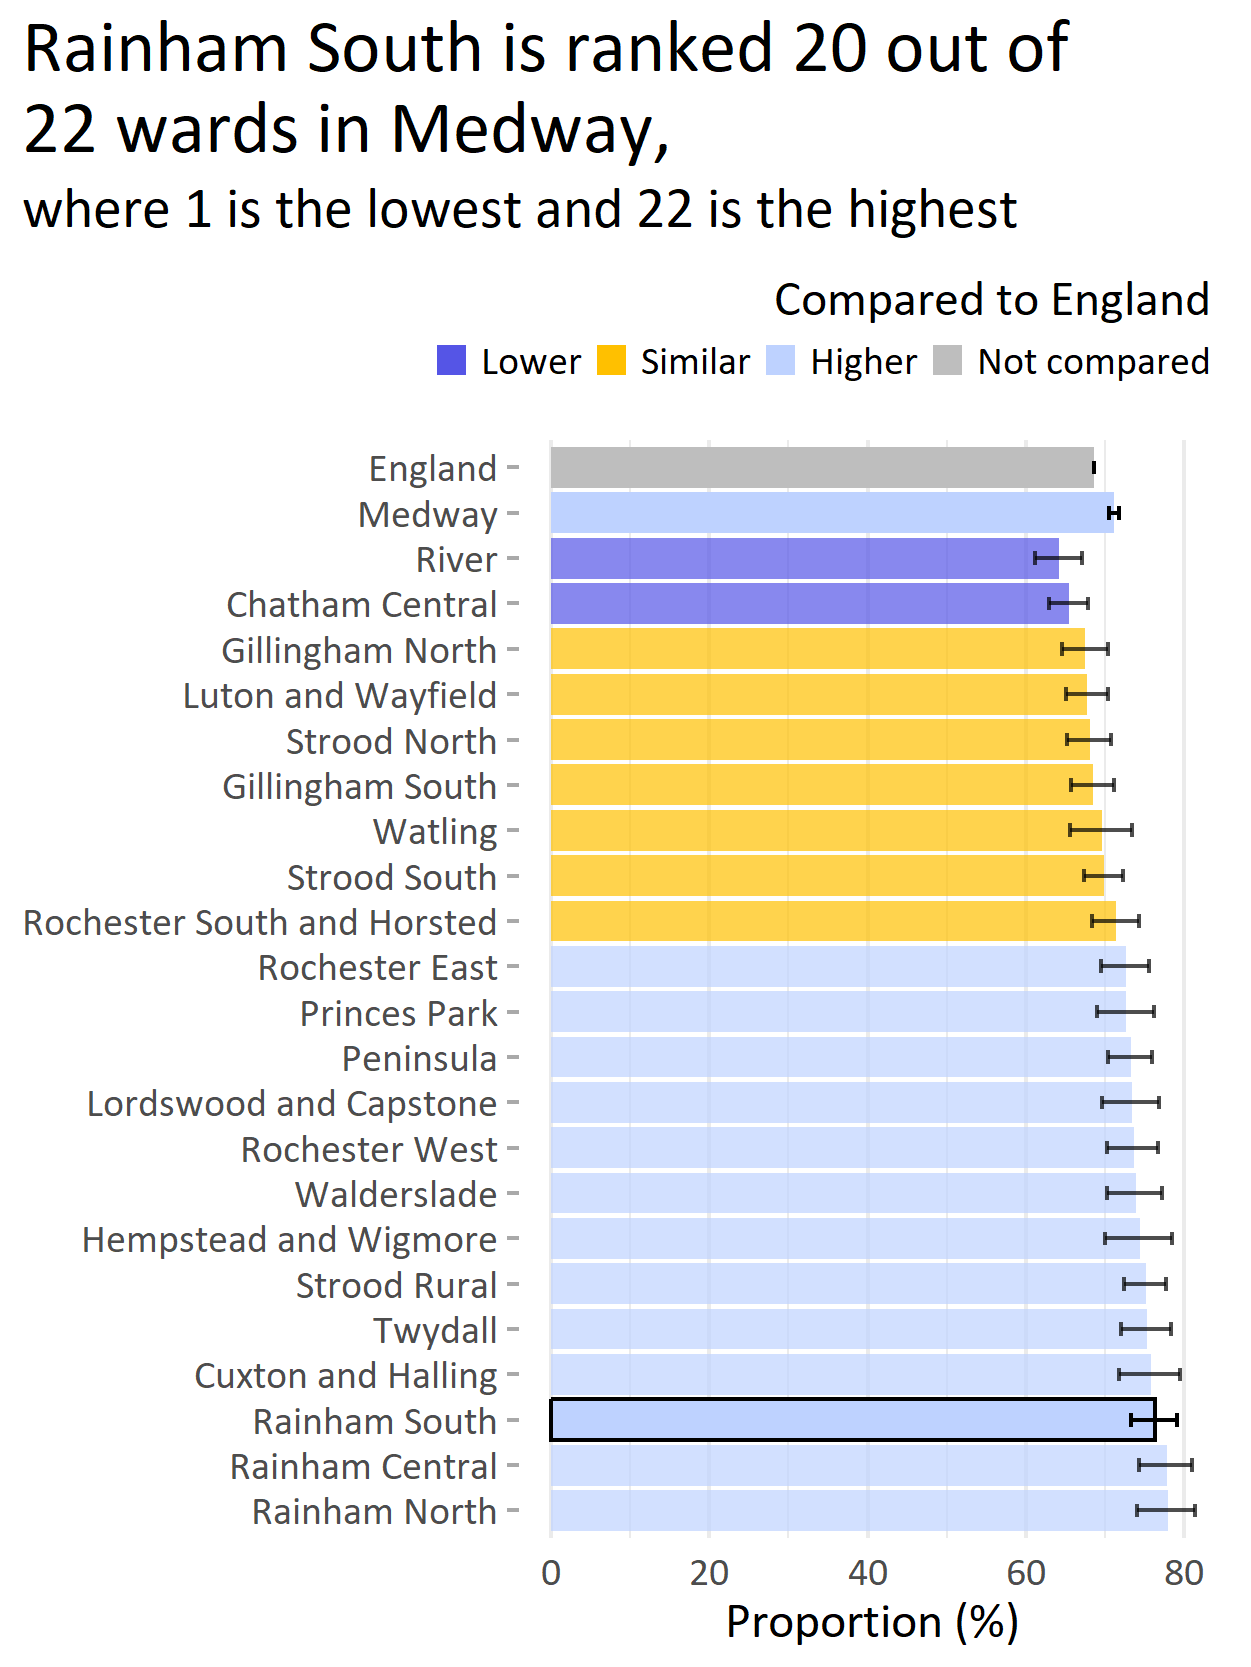 Rainham South is ranked 20 out of
22 wards in Medway,
where 1 is the lowest and 22 is the highest
Compared to England
Lower Similar Higher Not compared
England
Medway
River
Chatham Central
Gillingham North
Luton and Wayfield
Strood North
Gillingham South
Watling
Strood South
Rochester South and Horsted
Rochester East
Princes Park
Peninsula
Lordswood and Capstone
Rochester West
Walderslade
Hempstead and Wigmore
Strood Rural
Twydall
Cuxton and Halling
Rainham South
Rainham Central
Rainham North
0 20 40 60 80
Proportion (%)